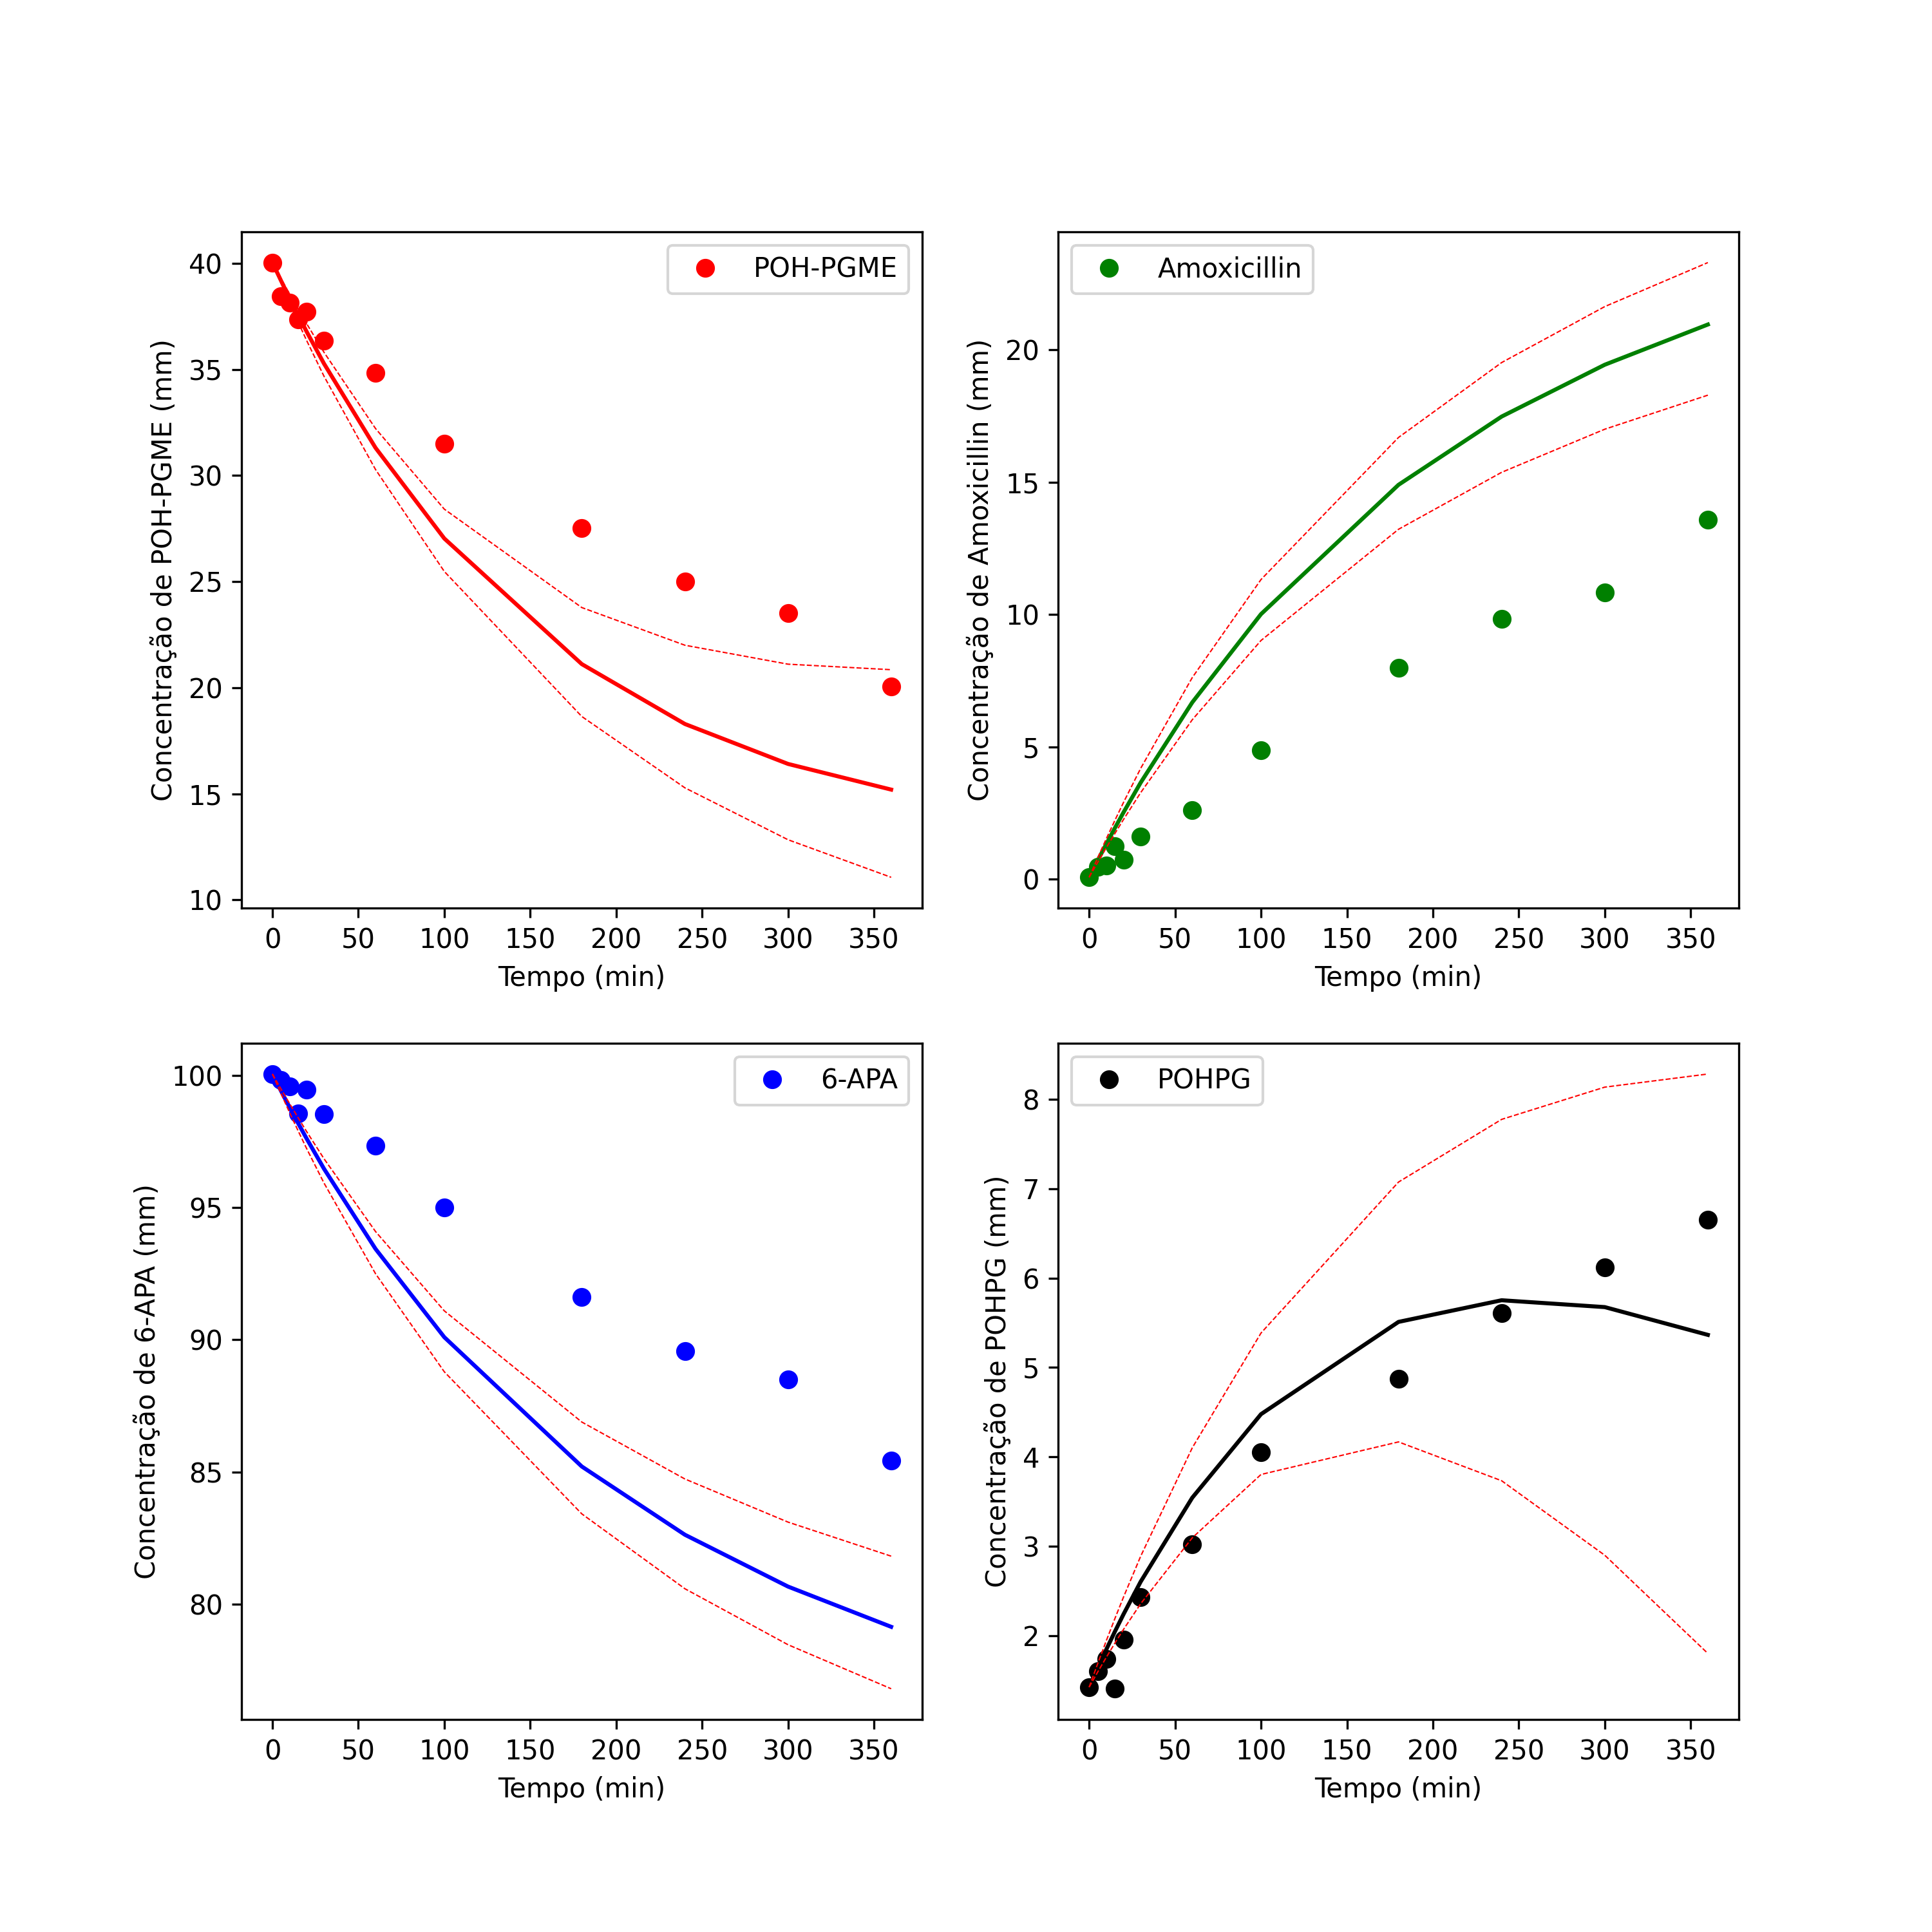 POH-PGME
Concentração de POH-PGME (mm)
40
35
30
25
20
15
10
0 50 100 150 200 250 300 350
Tempo (min)
Amoxicillin
Concentração de Amoxicillin (mm)
20
15
10
5
0
0 50 100 150 200 250 300 350
Tempo (min)
6-APA
Concentração de 6-APA (mm)
100
95
90
85
80
0 50 100 150 200 250 300 350
Tempo (min)
POHPG
Concentração de POHPG (mm)
8
7
6
5
4
3
2
0 50 100 150 200 250 300 350
Tempo (min)